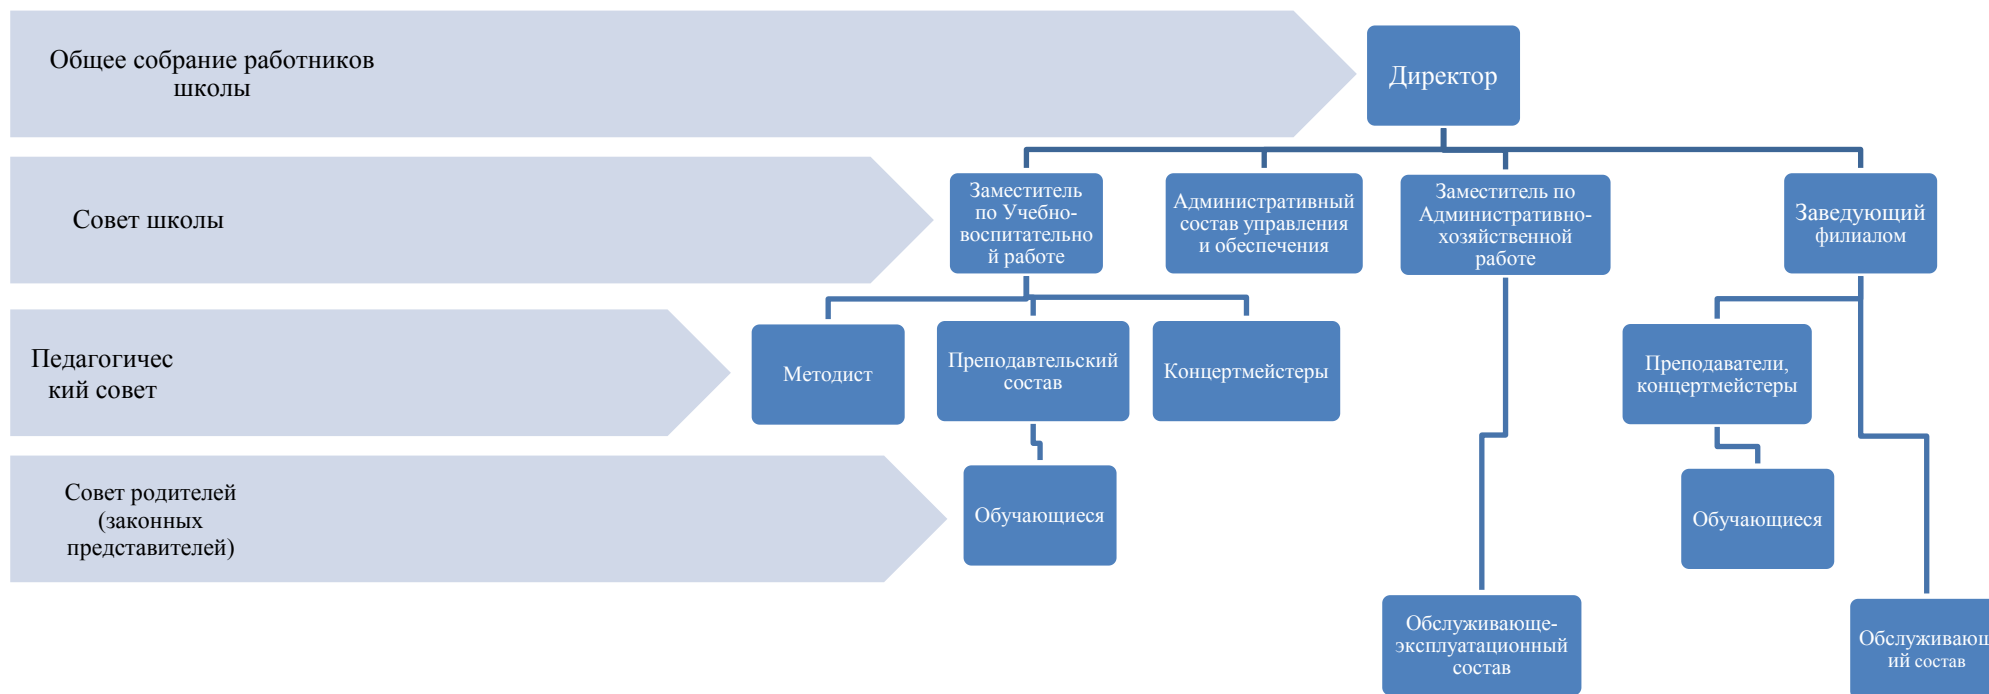 Общее собрание работников
школы
Директор
Совет школы
Заместитель
по Учебно-
воспитательно
й работе
Административный
состав управления
и обеспечения
Заместитель по
Административно-
хозяйственной
работе
Заведующий
филиалом
Педагогичес
кий совет
Методист
Преподавтельский
состав
Концертмейстеры
Преподаватели,
концертмейстеры
Совет родителей
(законных
представителей)
Обучающиеся
Обучающиеся
Обслуживающе-
эксплуатационный
состав
Обслуживающ
ий состав